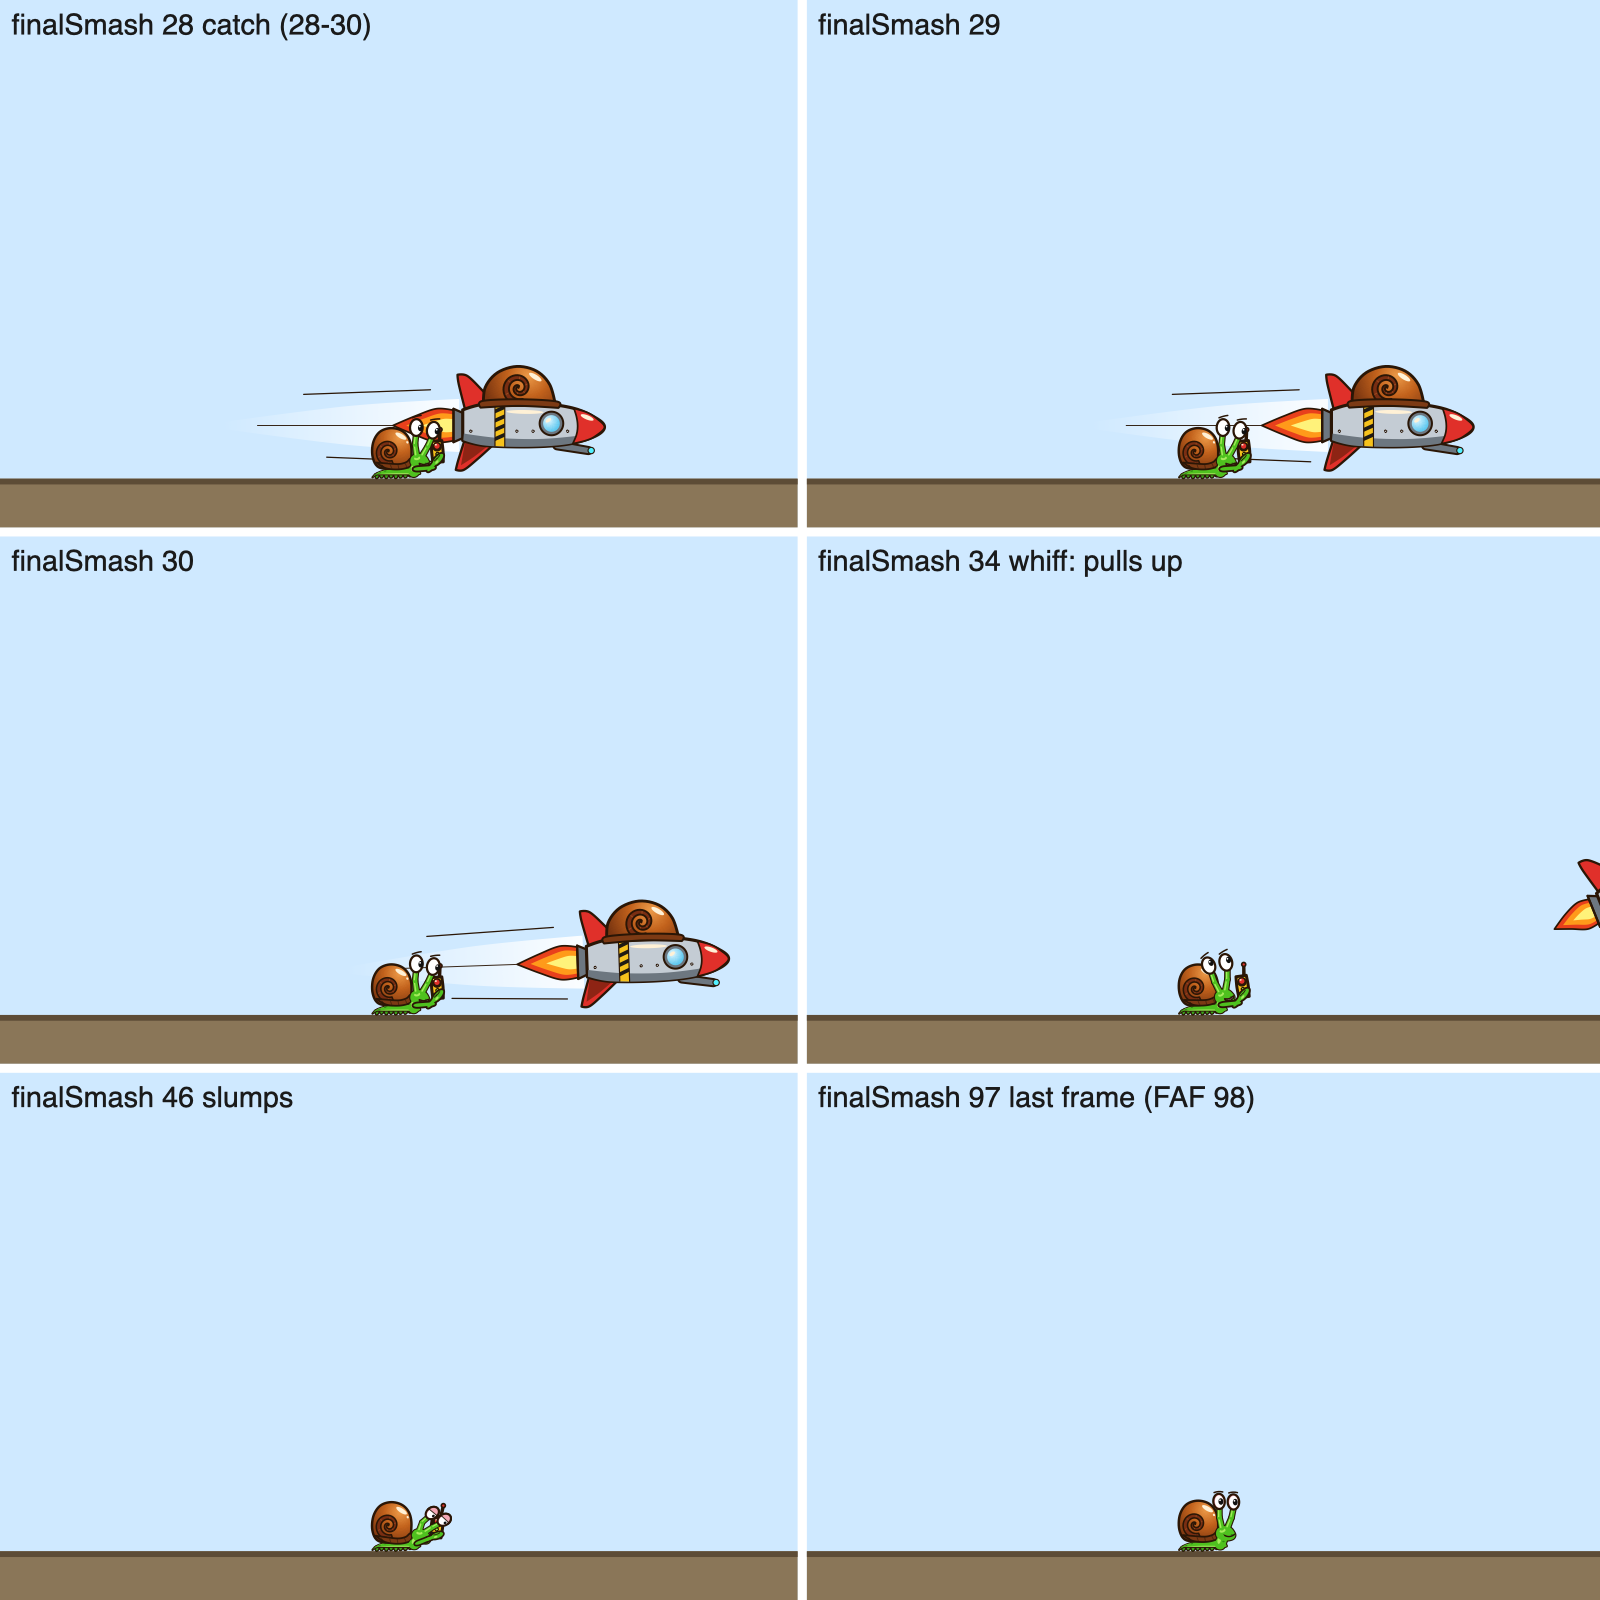 finalSmash 28 catch (28-30)
finalSmash 29
finalSmash 30
finalSmash 34 whiff: pulls up
finalSmash 46 slumps
finalSmash 97 last frame (FAF 98)